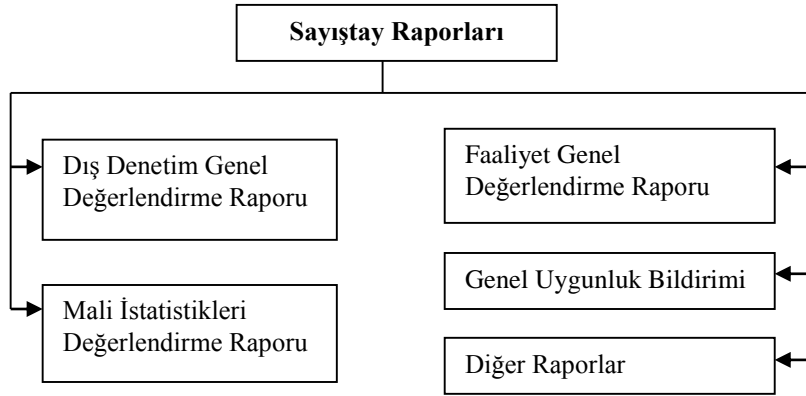 Sayıştay Raporları
Dış Denetim Genel
Değerlendirme Raporu
Mali İstatistikleri
Değerlendirme Raporu
Faaliyet Genel
Değerlendirme Raporu
Genel Uygunluk Bildirimi
Diğer Raporlar